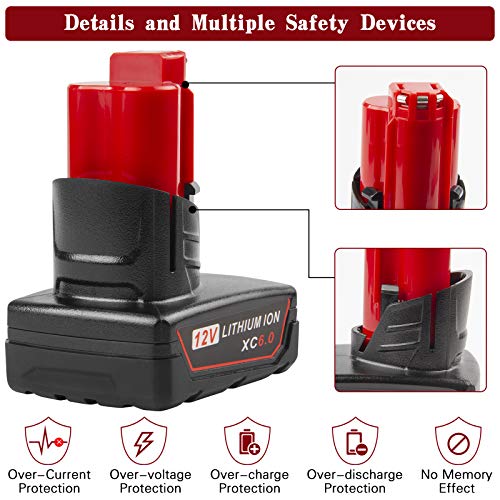 Details and Multiple Safety Devices
12V LITHIUM ION
XC6.0
Over-Current
Protection
Over-voltage
Protection
Over-charge
Protection
Over-discharge
Protection
No Memory
Effect